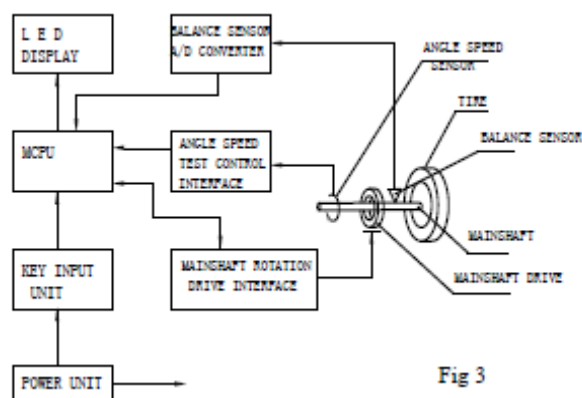 L E D
DISPLAY
BALANCE SENSOR
A/D CONVERTER
ANGLE SPEED
SENSOR
TIRE
MCPU
ANGLE SPEED
TEST CONTROL
INTERFACE
BALANCE SENSOR
MAINSHAFT
KEY INPUT
UNIT
MAINSHAFT ROTATION
DRIVE INTERFACE
MAINSHAFT DRIVE
POWER UNIT
Fig 3